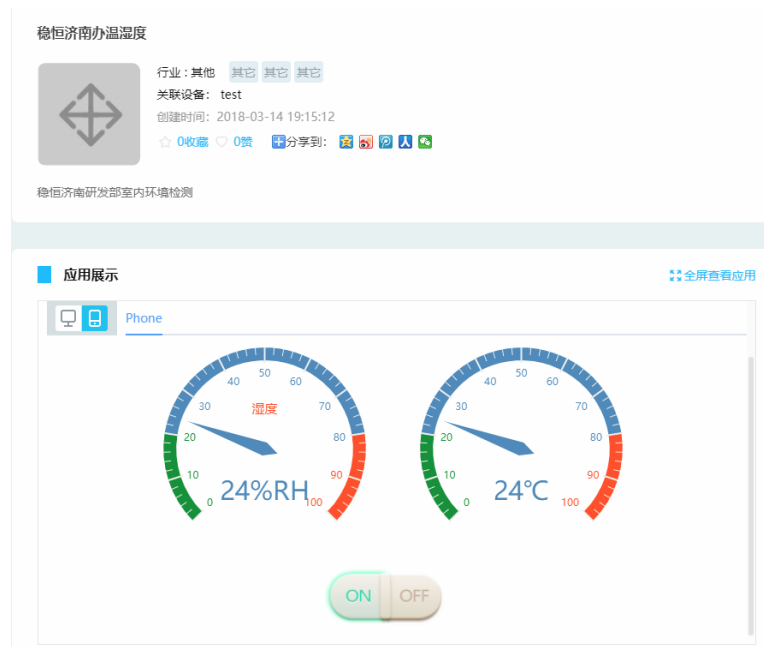 稳恒济南办温湿度
行业：其他 其它 其它 其它
关联设备： test
创建时间：2018-03-14 19:15:12
0收藏 0赞 分享到：
稳恒济南研发部室内环境检测
应用展示 全屏查看应用
Phone
0 10 20 30 40 50 60 70 80 90 100
湿度
24%RH
0 10 20 30 40 50 60 70 80 90 100
24℃
ON OFF